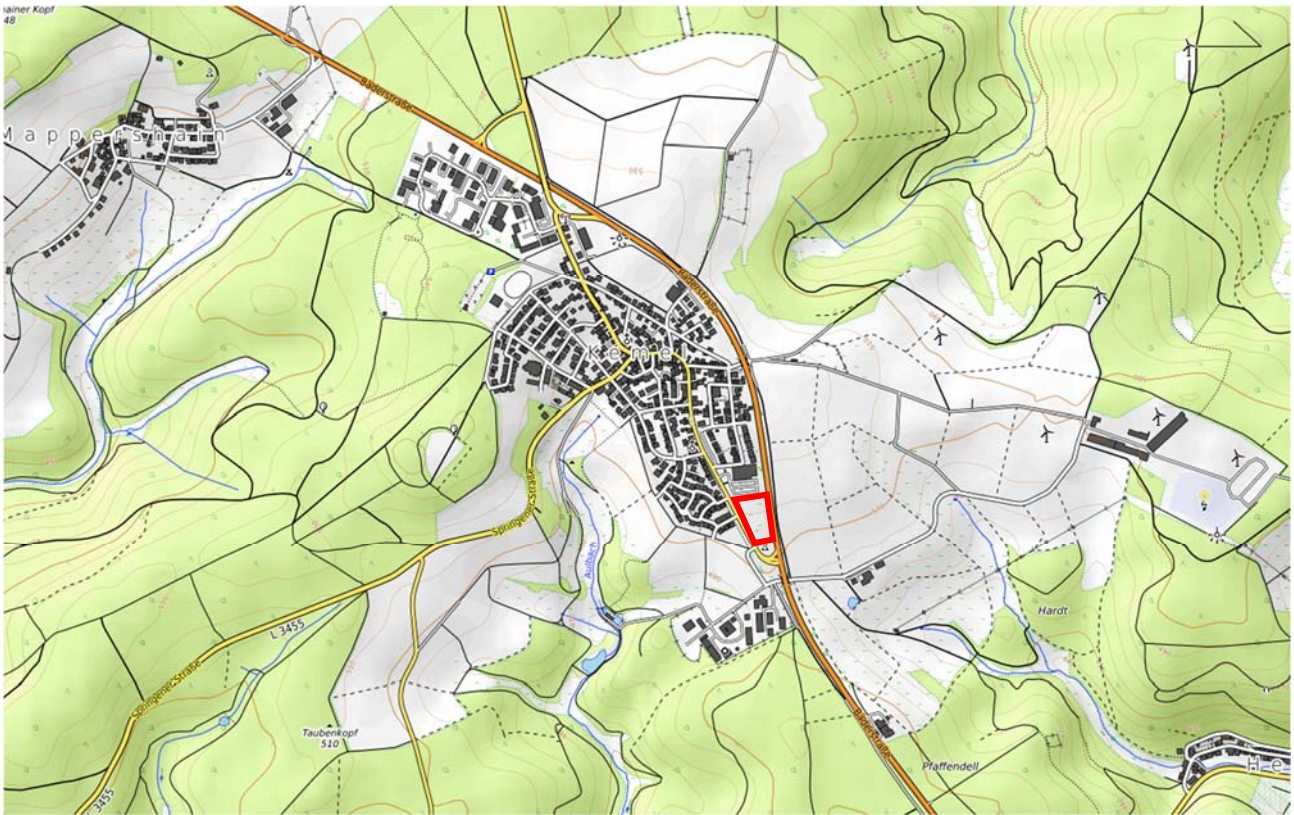 ainer Kopf
48
Bäderstraße
Mappershain
530
Bäderstraße
Kemel
P
Springener Straße
Aulbach
Hardt
L 3455
Springener Straße
Taubenkopf
510
Bäderstraße
Pfaffendell
He
L 3455